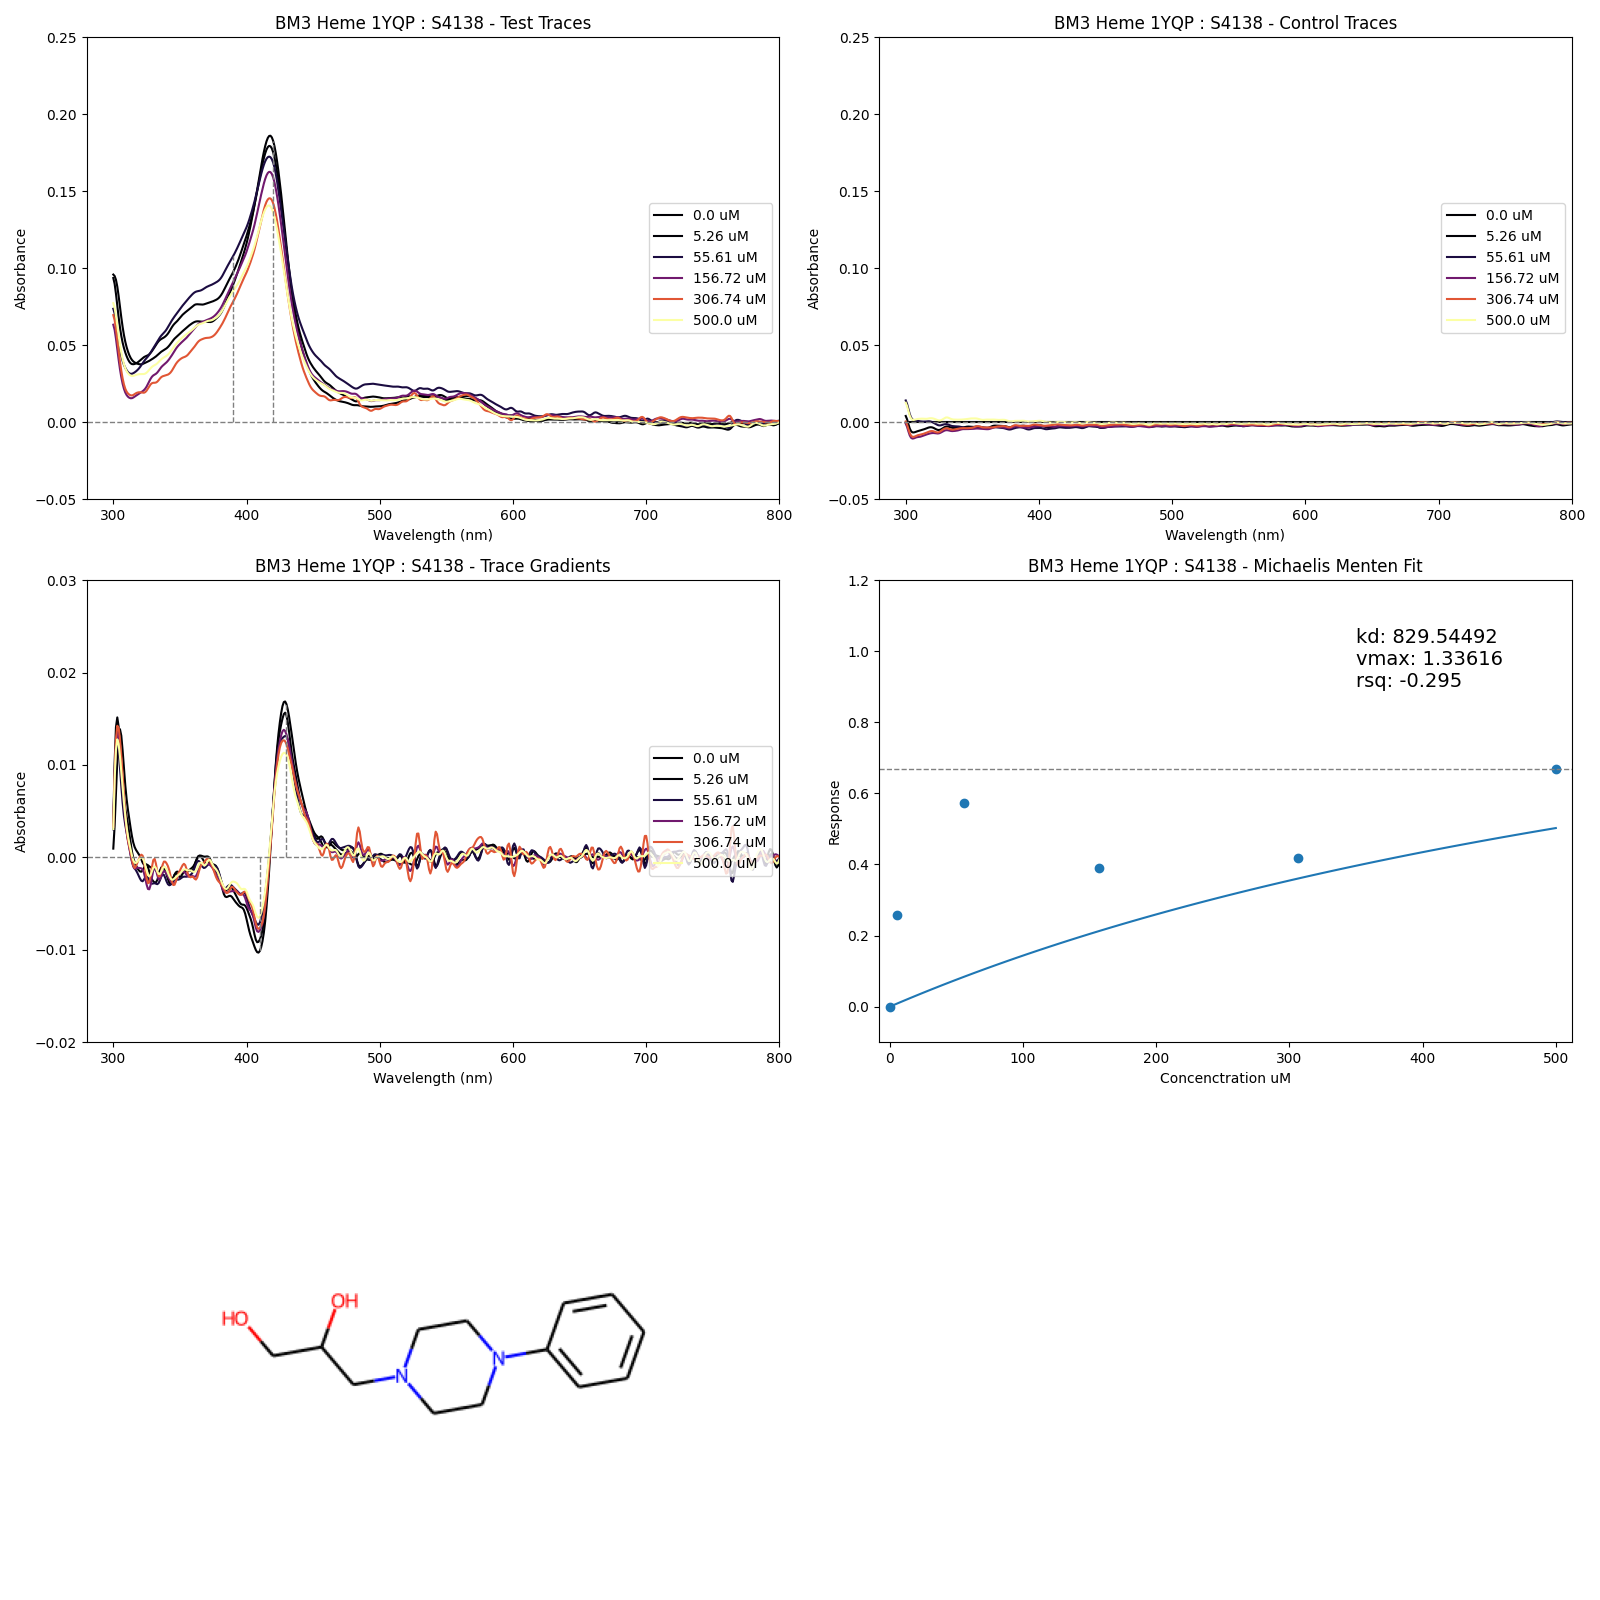 BM3 Heme 1YQP : S4138 - Test Traces
0.25
0.20
0.15
0.10
0.05
0.00
−0.05
Absorbance
300
400
500
600
700
800
Wavelength (nm)
0.0 uM
5.26 uM
55.61 uM
156.72 uM
306.74 uM
500.0 uM
BM3 Heme 1YQP : S4138 - Control Traces
0.25
0.20
0.15
0.10
0.05
0.00
−0.05
Absorbance
300
400
500
600
700
800
Wavelength (nm)
0.0 uM
5.26 uM
55.61 uM
156.72 uM
306.74 uM
500.0 uM
BM3 Heme 1YQP : S4138 - Trace Gradients
0.03
0.02
0.01
0.00
−0.01
−0.02
Absorbance
300
400
500
600
700
800
Wavelength (nm)
0.0 uM
5.26 uM
55.61 uM
156.72 uM
306.74 uM
500.0 uM
BM3 Heme 1YQP : S4138 - Michaelis Menten Fit
1.2
1.0
0.8
0.6
0.4
0.2
0.0
Response
0
100
200
300
400
500
Concenctration uM
kd: 829.54492
vmax: 1.33616
rsq: -0.295
HO
OH
N
N